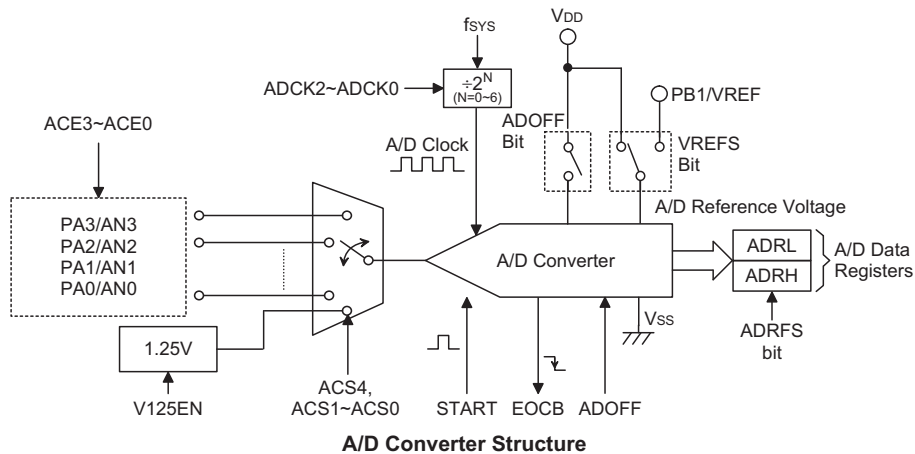 fSYS
VDD
ADCK2~ADCK0
÷2N
(N=0~6)
PB1/VREF
ACE3~ACE0
A/D Clock
ADOFF
Bit
VREFS
Bit
A/D Reference Voltage
PA3/AN3
PA2/AN2
PA1/AN1
PA0/AN0
A/D Converter
ADRL
ADRH
A/D Data
Registers
VSS
ADRFS
bit
1.25V
V125EN
ACS4,
ACS1~ACS0
START
EOCB
ADOFF
A/D Converter Structure